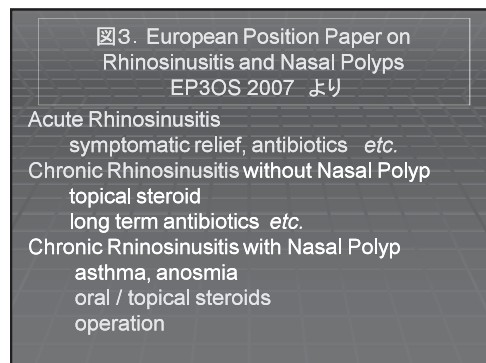 図3．European Position Paper on
Rhinosinusitis and Nasal Polyps
EP3OS 2007 より
Acute Rhinosinusitis
symptomatic relief, antibiotics etc.
Chronic Rhinosinusitis without Nasal Polyp
topical steroid
long term antibiotics etc.
Chronic Rninosinusitis with Nasal Polyp
asthma, anosmia
oral / topical steroids
operation